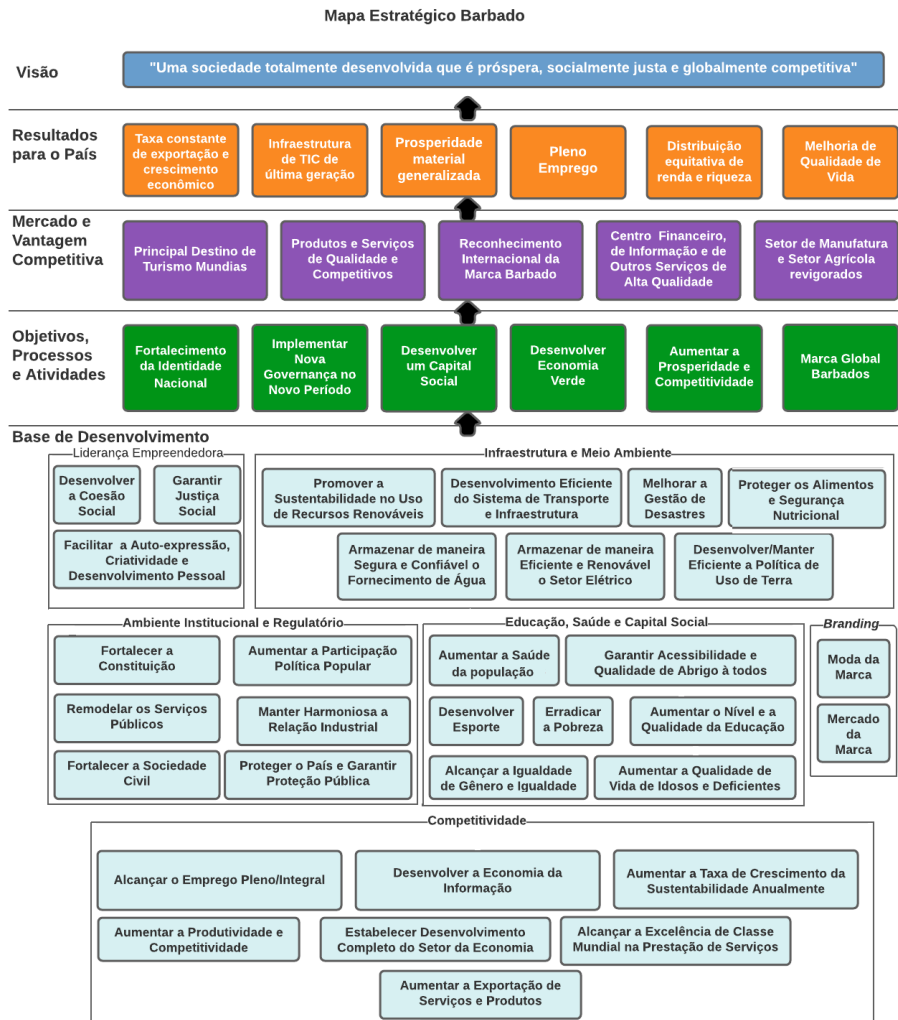 Mapa Estratégico Barbado
Visão
"Uma sociedade totalmente desenvolvida que é próspera, socialmente justa e globalmente competitiva"
Resultados
para o País
Taxa constante
de exportação e
crescimento
econômico
Infraestrutura
de TIC de
última geração
Prosperidade
material
generalizada
Pleno
Emprego
Distribuição
equitativa de
renda e riqueza
Melhoria de
Qualidade de
Vida
Mercado e
Vantagem
Competitiva
Principal Destino de
Turismo Mundias
Produtos e Serviços
de Qualidade e
Competitivos
Reconhecimento
Internacional da
Marca Barbado
Centro Financeiro,
de Informação e de
Outros Serviços de
Alta Qualidade
Setor de Manufatura
e Setor Agrícola
revigorados
Objetivos,
Processos
e Atividades
Fortalecimento
da Identidade
Nacional
Implementar
Nova
Governança no
Novo Período
Desenvolver
um Capital
Social
Desenvolver
Economia
Verde
Aumentar a
Prosperidade e
Competitividade
Marca Global
Barbados
Base de Desenvolvimento
Liderança Empreendedora
Desenvolver
a Coesão
Social
Garantir
Justiça
Social
Facilitar a Auto-expressão,
Criatividade e
Desenvolvimento Pessoal
Infraestrutura e Meio Ambiente
Promover a
Sustentabilidade no Uso
de Recursos Renováveis
Desenvolvimento Eficiente
do Sistema de Transporte
e Infraestrutura
Melhorar a
Gestão de
Desastres
Proteger os Alimentos
e Segurança
Nutricional
Armazenar de maneira
Segura e Confiável o
Fornecimento de Água
Armazenar de maneira
Eficiente e Renovável
o Setor Elétrico
Desenvolver/Manter
Eficiente a Política de
Uso de Terra
Ambiente Institucional e Regulatório
Fortalecer a
Constituição
Aumentar a Participação
Política Popular
Remodelar os Serviços
Públicos
Manter Harmoniosa a
Relação Industrial
Fortalecer a Sociedade
Civil
Proteger o País e Garantir
Proteção Pública
Educação, Saúde e Capital Social
Aumentar a Saúde
da população
Garantir Acessibilidade e
Qualidade de Abrigo à todos
Desenvolver
Esporte
Erradicar
a Pobreza
Aumentar o Nível e a
Qualidade da Educação
Alcançar a Igualdade
de Gênero e Igualdade
Aumentar a Qualidade de
Vida de Idosos e Deficientes
Branding
Moda da
Marca
Mercado
da
Marca
Competitividade
Alcançar o Emprego Pleno/Integral
Desenvolver a Economia da
Informação
Aumentar a Taxa de Crescimento da
Sustentabilidade Anualmente
Aumentar a Produtividade e
Competitividade
Estabelecer Desenvolvimento
Completo do Setor da Economia
Alcançar a Excelência de Classe
Mundial na Prestação de Serviços
Aumentar a Exportação de
Serviços e Produtos